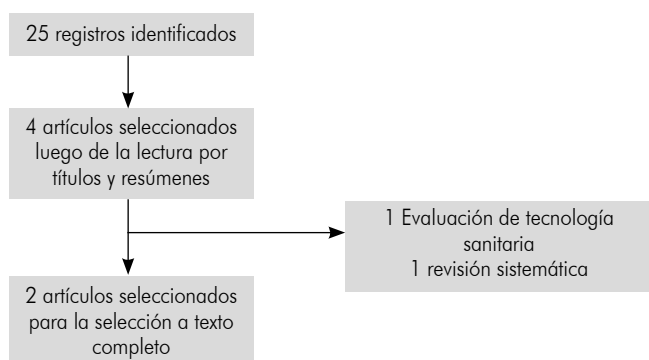 25 registros identificados
4 artículos seleccionados
luego de la lectura por
títulos y resúmenes
1 Evaluación de tecnología
sanitaria
1 revisión sistemática
2 artículos seleccionados
para la selección a texto
completo